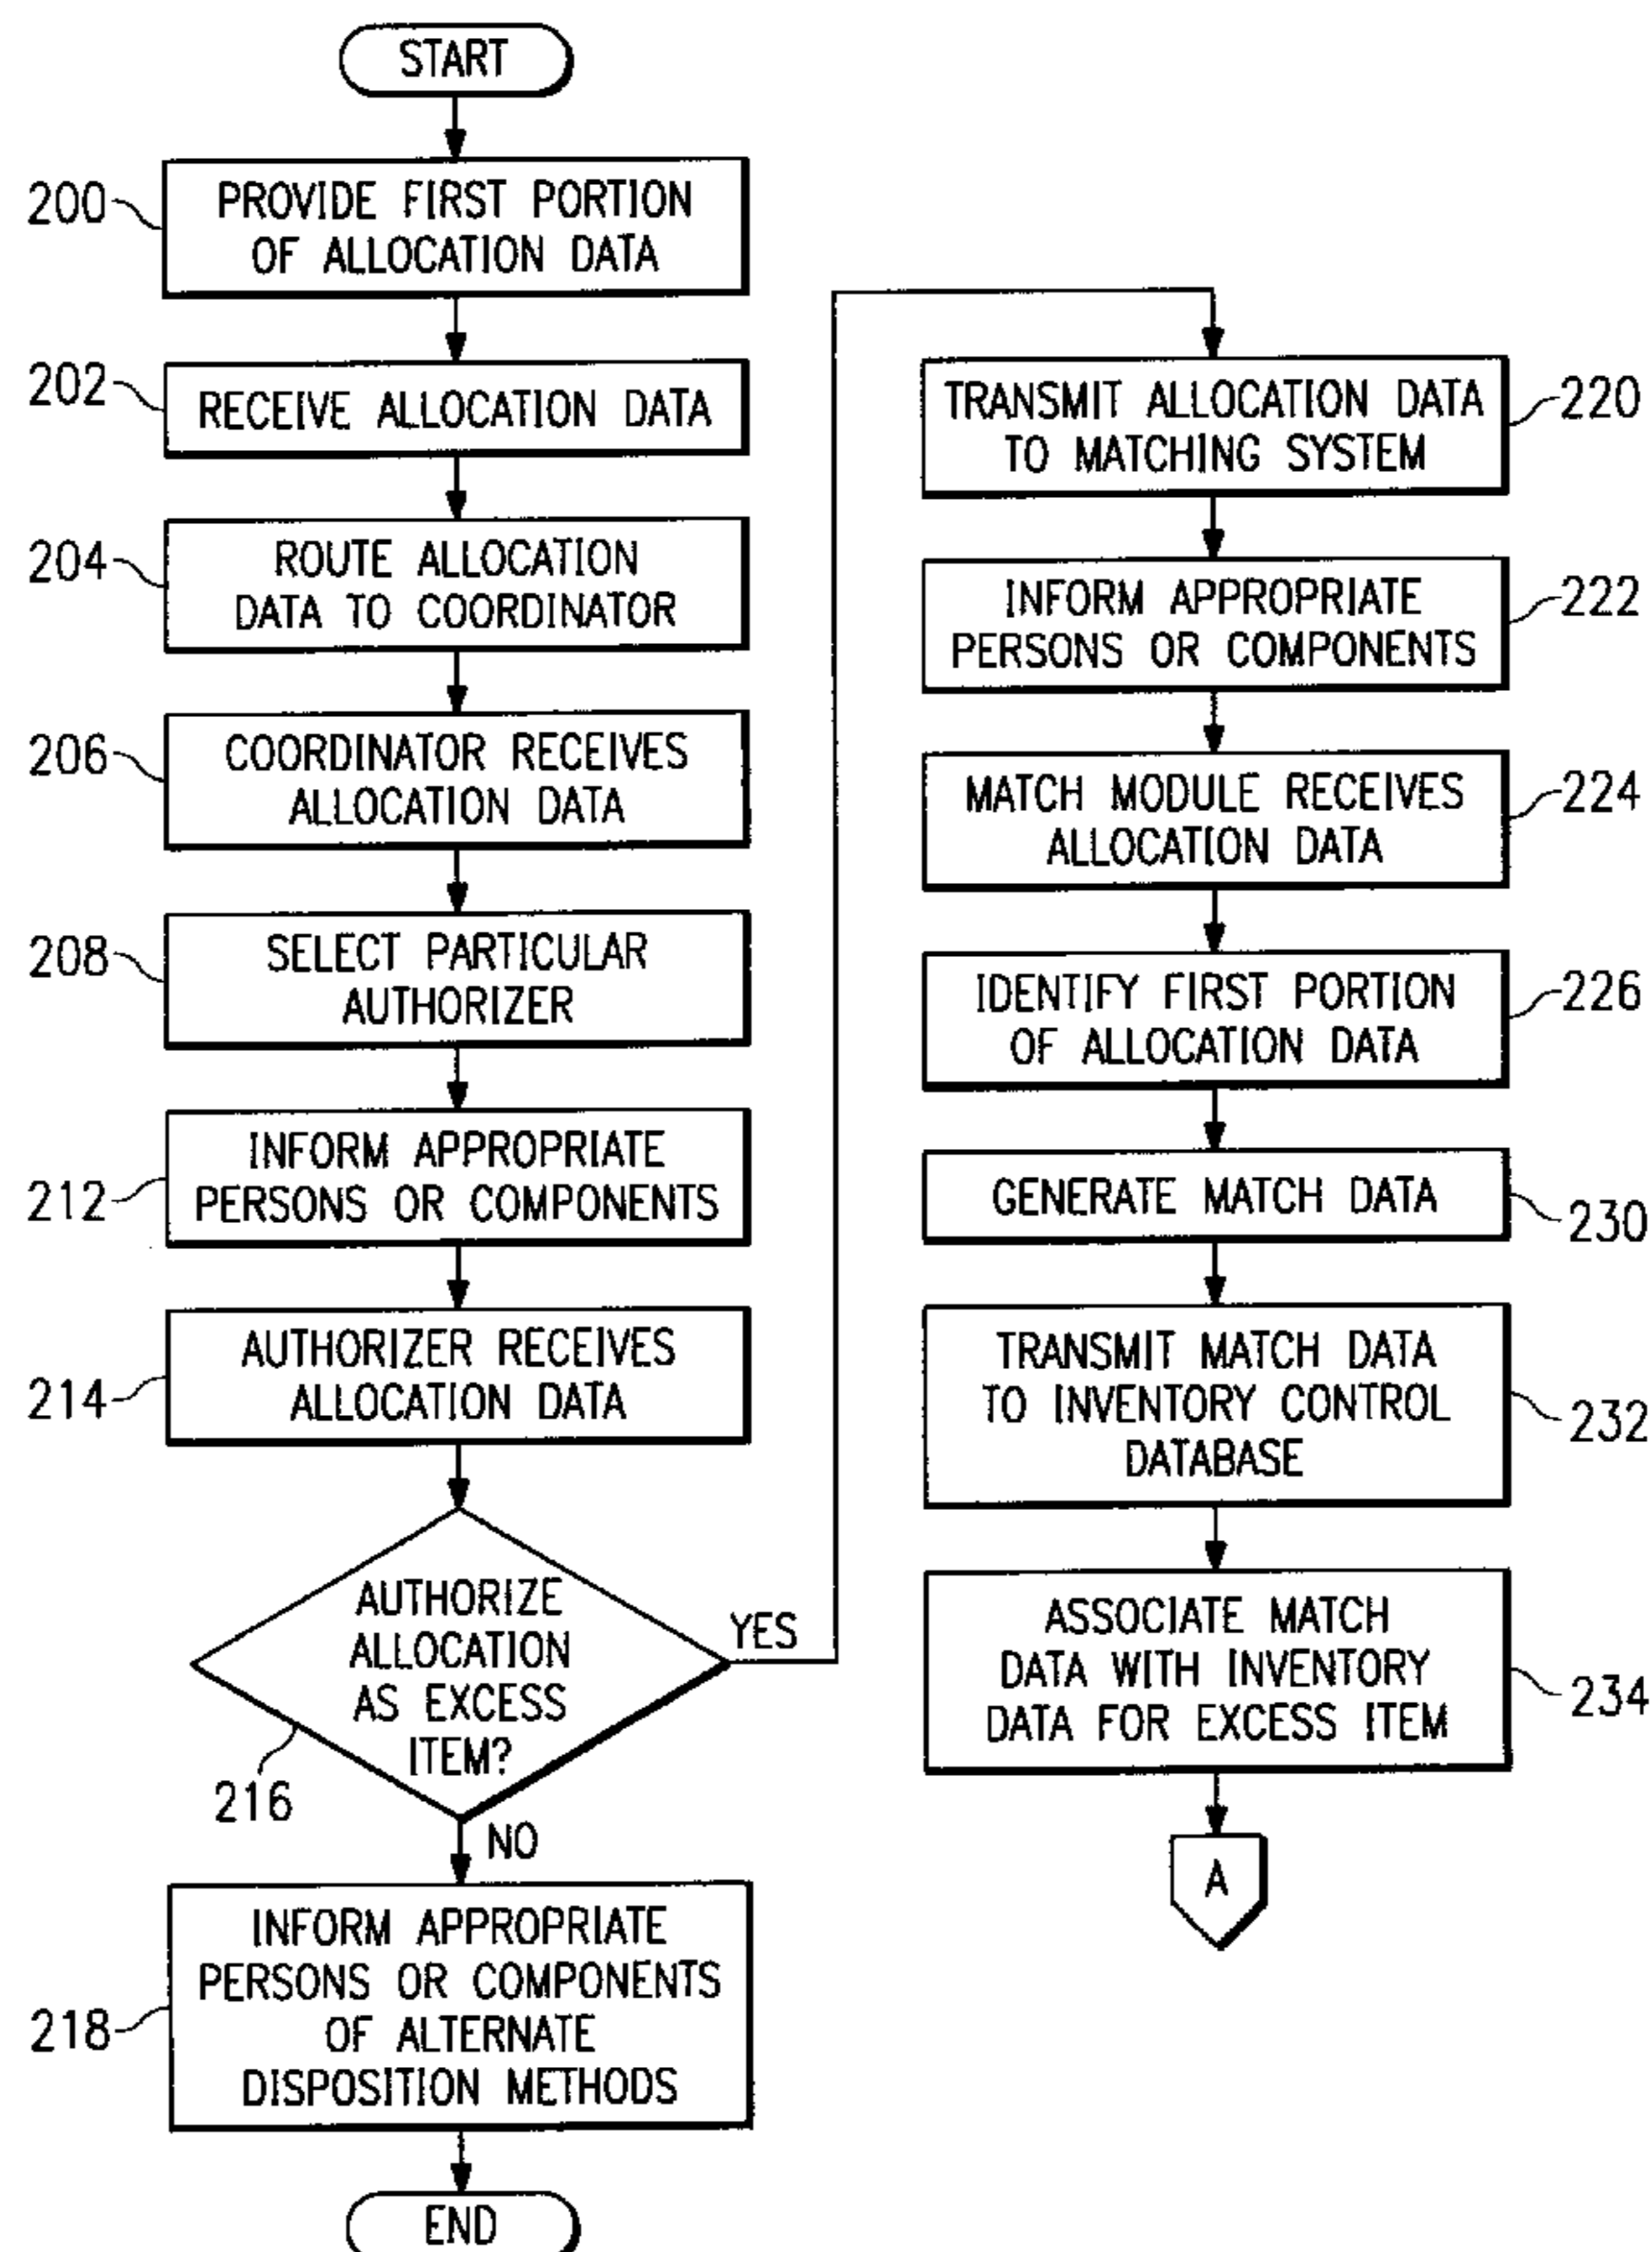 START
200
PROVIDE FIRST PORTION
OF ALLOCATION DATA
202
RECEIVE ALLOCATION DATA
204
ROUTE ALLOCATION
DATA TO COORDINATOR
206
COORDINATOR RECEIVES
ALLOCATION DATA
208
SELECT PARTICULAR
AUTHORIZER
212
INFORM APPROPRIATE
PERSONS OR COMPONENTS
214
AUTHORIZER RECEIVES
ALLOCATION DATA
AUTHORIZE
ALLOCATION
AS EXCESS
ITEM?
216
YES
NO
218
INFORM APPROPRIATE
PERSONS OR COMPONENTS
OF ALTERNATE
DISPOSITION METHODS
END
TRANSMIT ALLOCATION DATA
TO MATCHING SYSTEM
220
INFORM APPROPRIATE
PERSONS OR COMPONENTS
222
MATCH MODULE RECEIVES
ALLOCATION DATA
224
IDENTIFY FIRST PORTION
OF ALLOCATION DATA
226
GENERATE MATCH DATA
230
TRANSMIT MATCH DATA
TO INVENTORY CONTROL
DATABASE
232
ASSOCIATE MATCH
DATA WITH INVENTORY
DATA FOR EXCESS ITEM
234
A